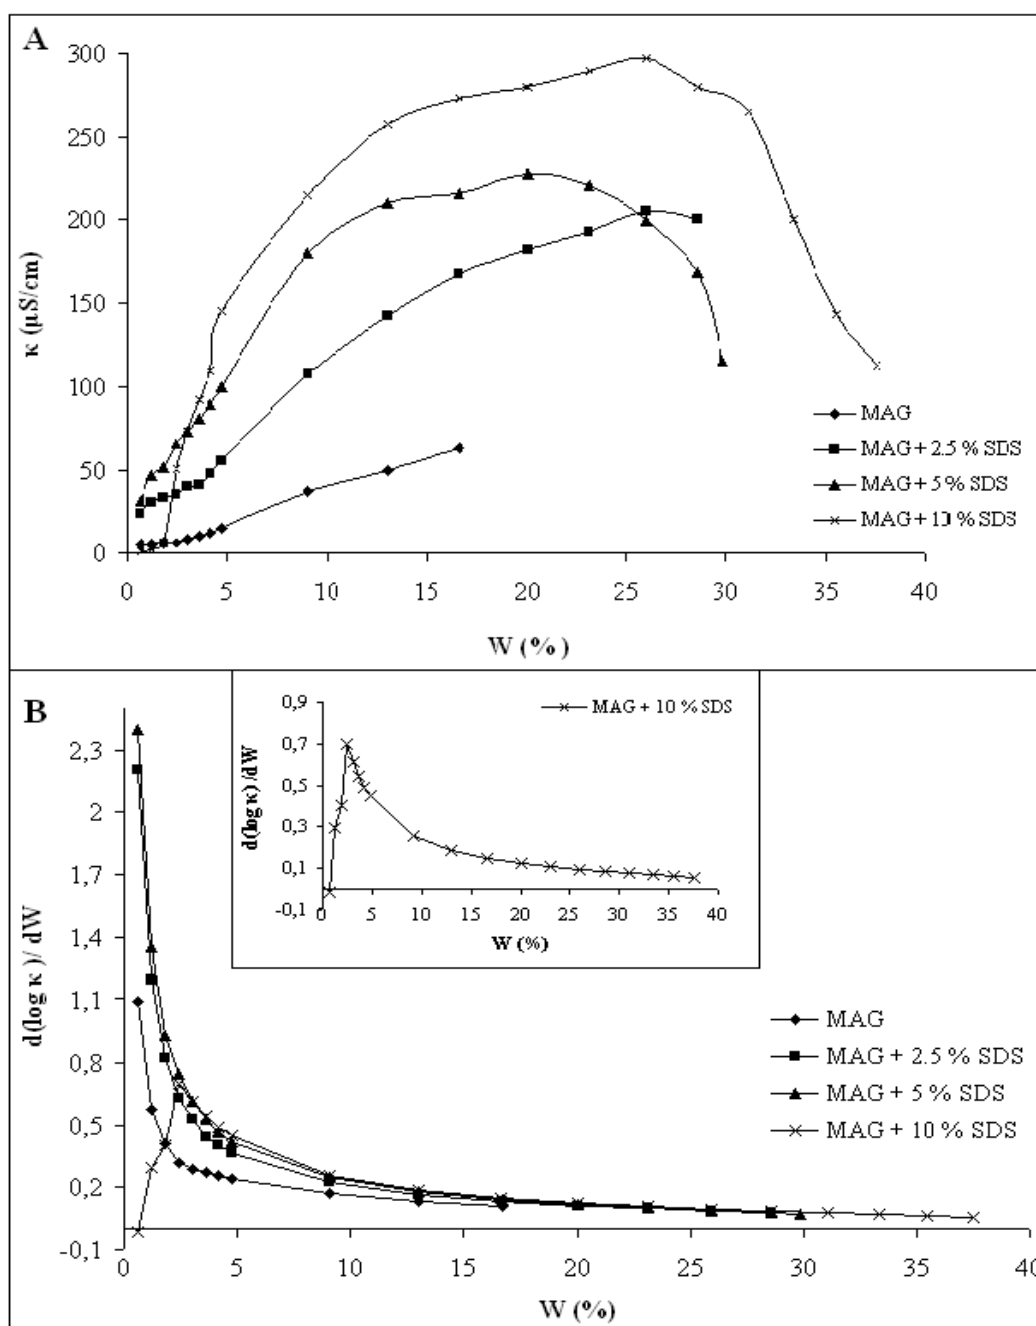 A
300
250
200
150
100
50
0
κ (μS/cm)
0 5 10 15 20 25 30 35 40
W (%)
MAG
MAG + 2.5 % SDS
MAG + 5 % SDS
MAG + 10 % SDS
B
2,3
2
1,7
1,4
1,1
0,8
0,5
0,2
-0,1
d(log κ )/ dW
0 5 10 15 20 25 30 35 40
W (%)
0,9
0,7
0,5
0,3
0,1
-0,1
d(log κ) /dW
0 5 10 15 20 25 30 35 40
W (%)
MAG + 10 % SDS
MAG
MAG + 2.5 % SDS
MAG + 5 % SDS
MAG + 10 % SDS